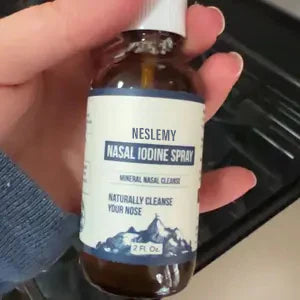 NESLEMY
NASAL IODINE SPRAY
MINERAL NASAL CLEANSE
NATURALLY CLEANSE
YOUR NOSE
2 FL. Oz.